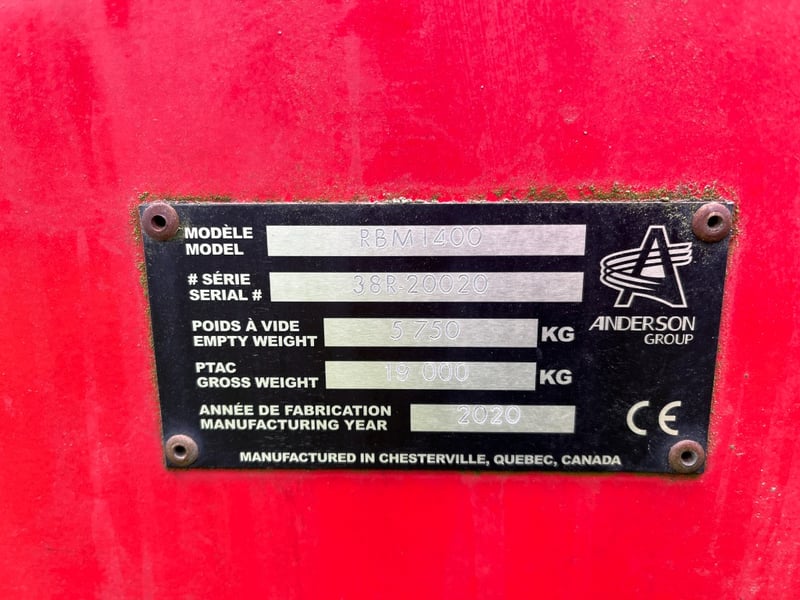 MODÈLE
MODEL
RBM1400
# SÉRIE
SERIAL #
38R-20020
POIDS À VIDE
EMPTY WEIGHT
5 750
KG
PTAC
GROSS WEIGHT
19 000
KG
ANNÉE DE FABRICATION
MANUFACTURING YEAR
2020
ANDERSON
GROUP
CE
MANUFACTURED IN CHESTERVILLE, QUEBEC, CANADA